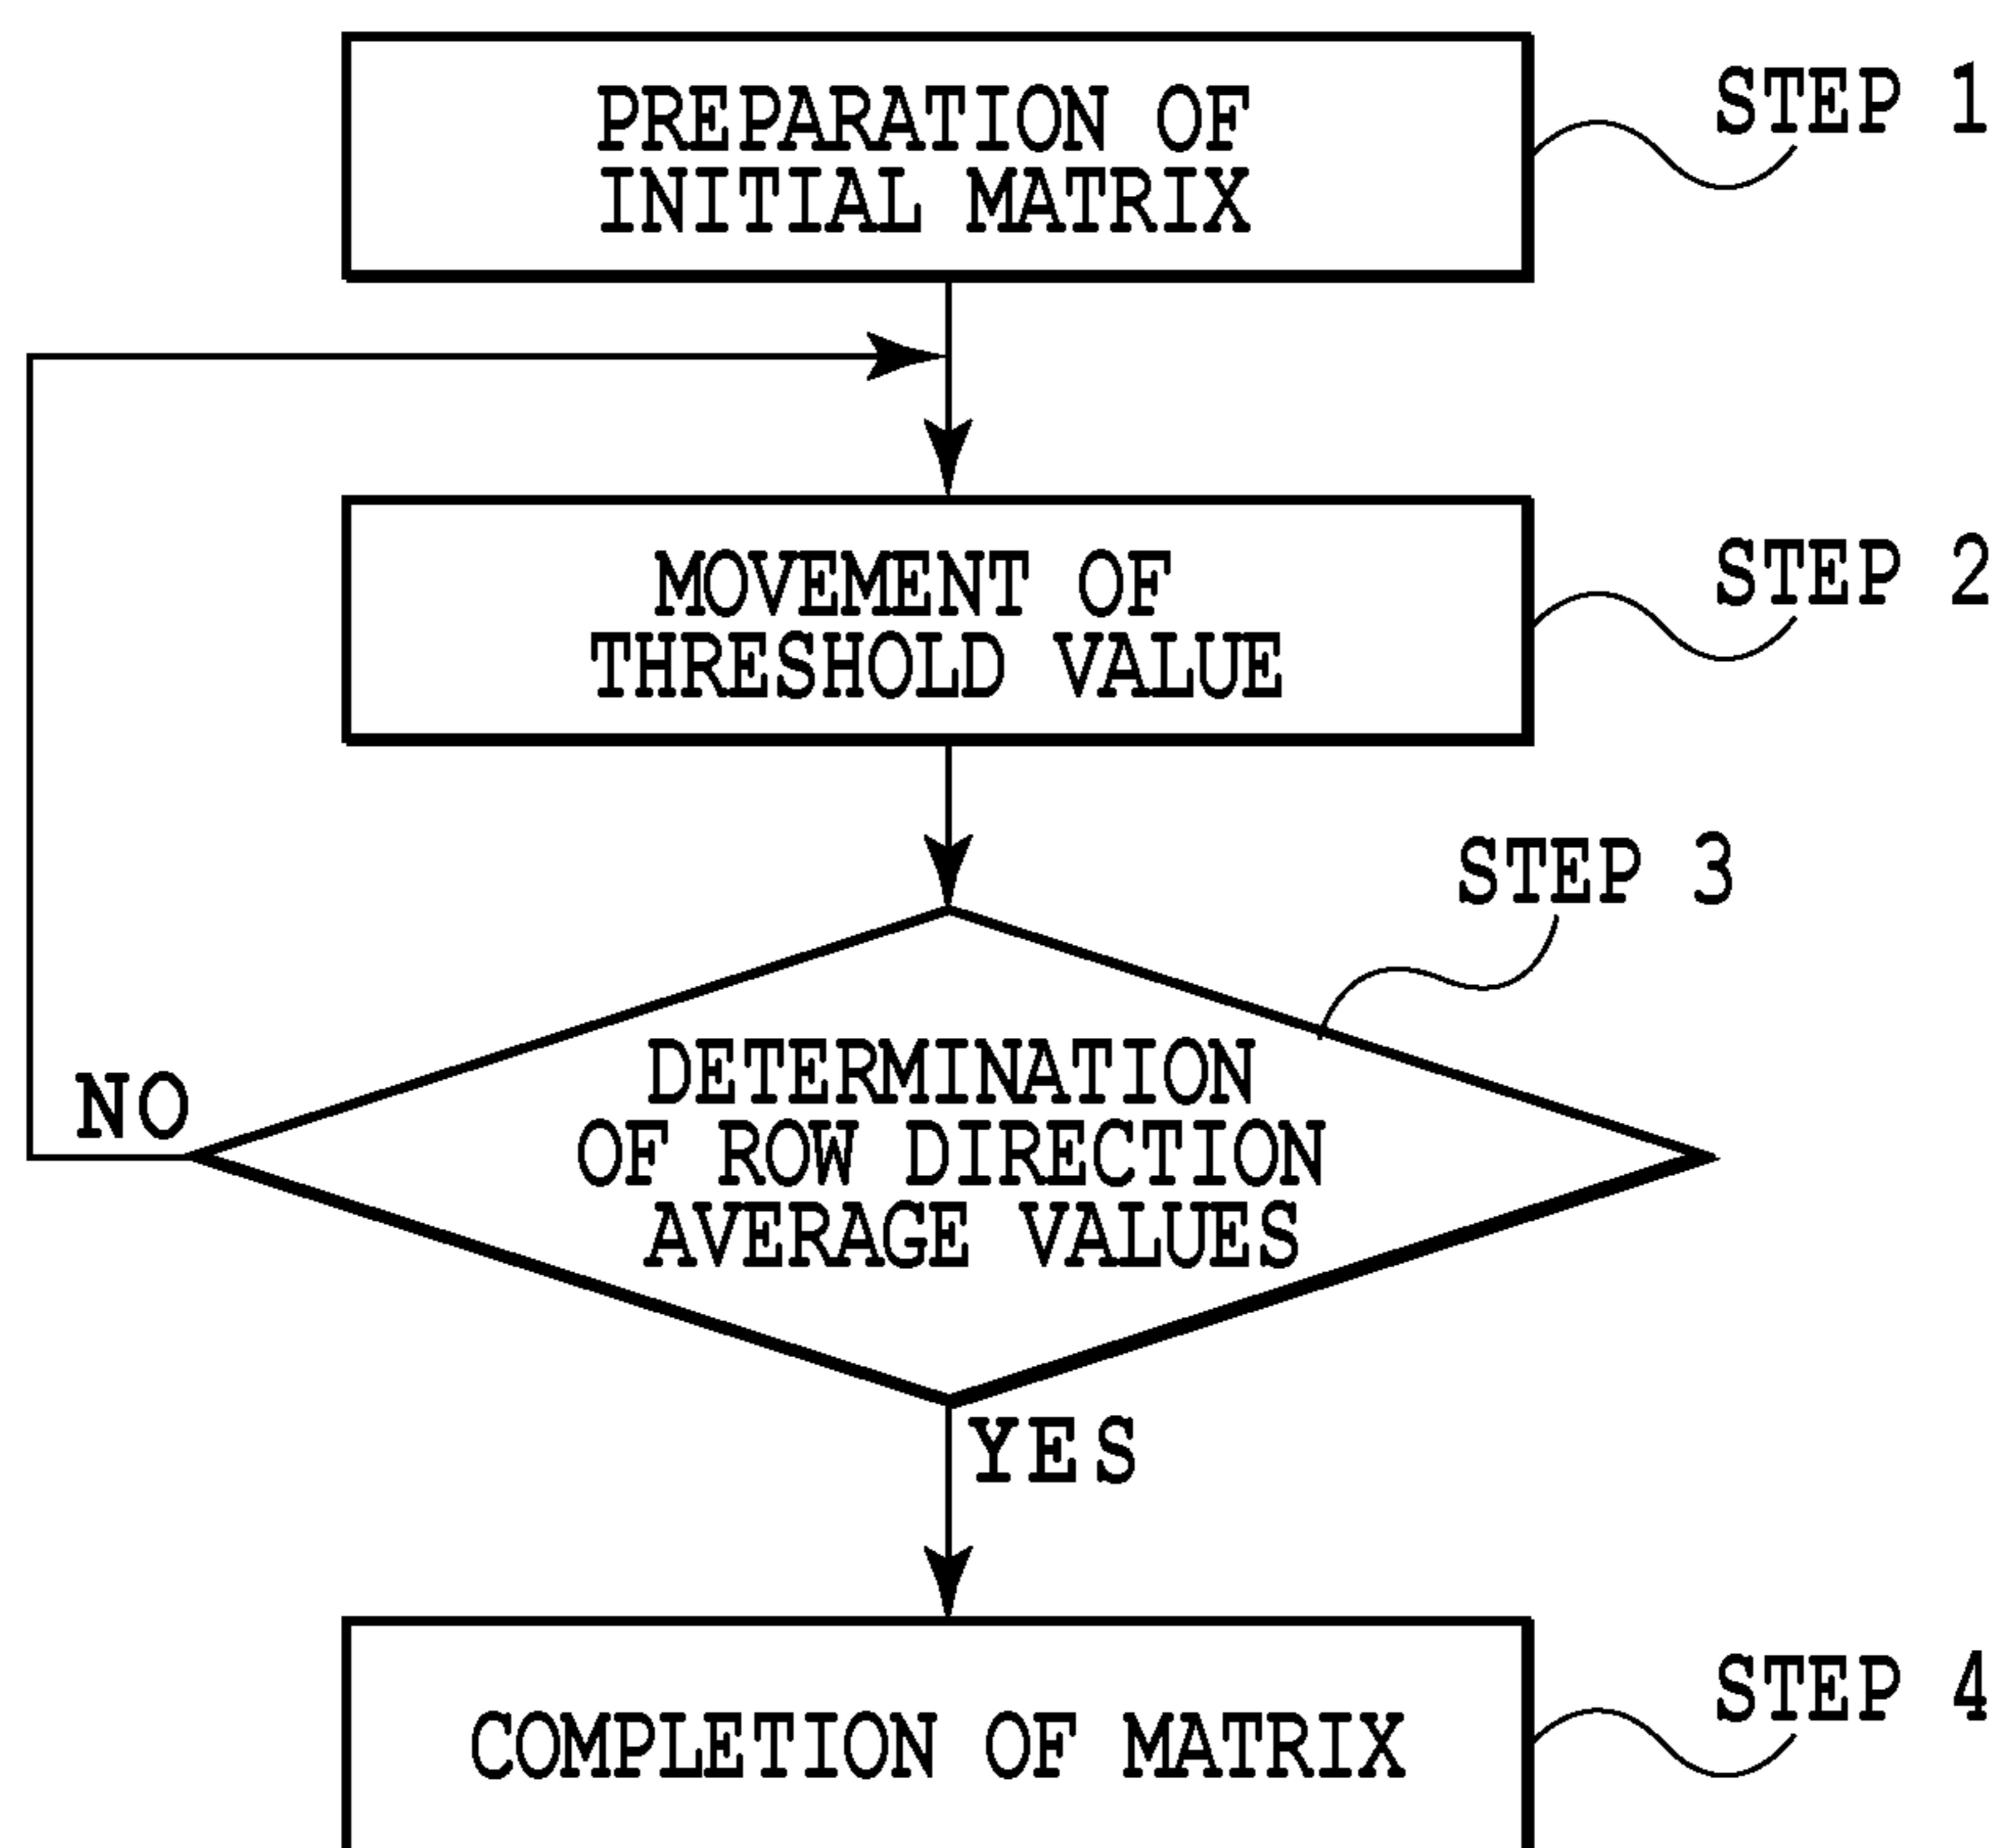 PREPARATION OF
INITIAL MATRIX
STEP 1
MOVEMENT OF
THRESHOLD VALUE
STEP 2
STEP 3
DETERMINATION
OF ROW DIRECTION
AVERAGE VALUES
NO
YES
COMPLETION OF MATRIX
STEP 4